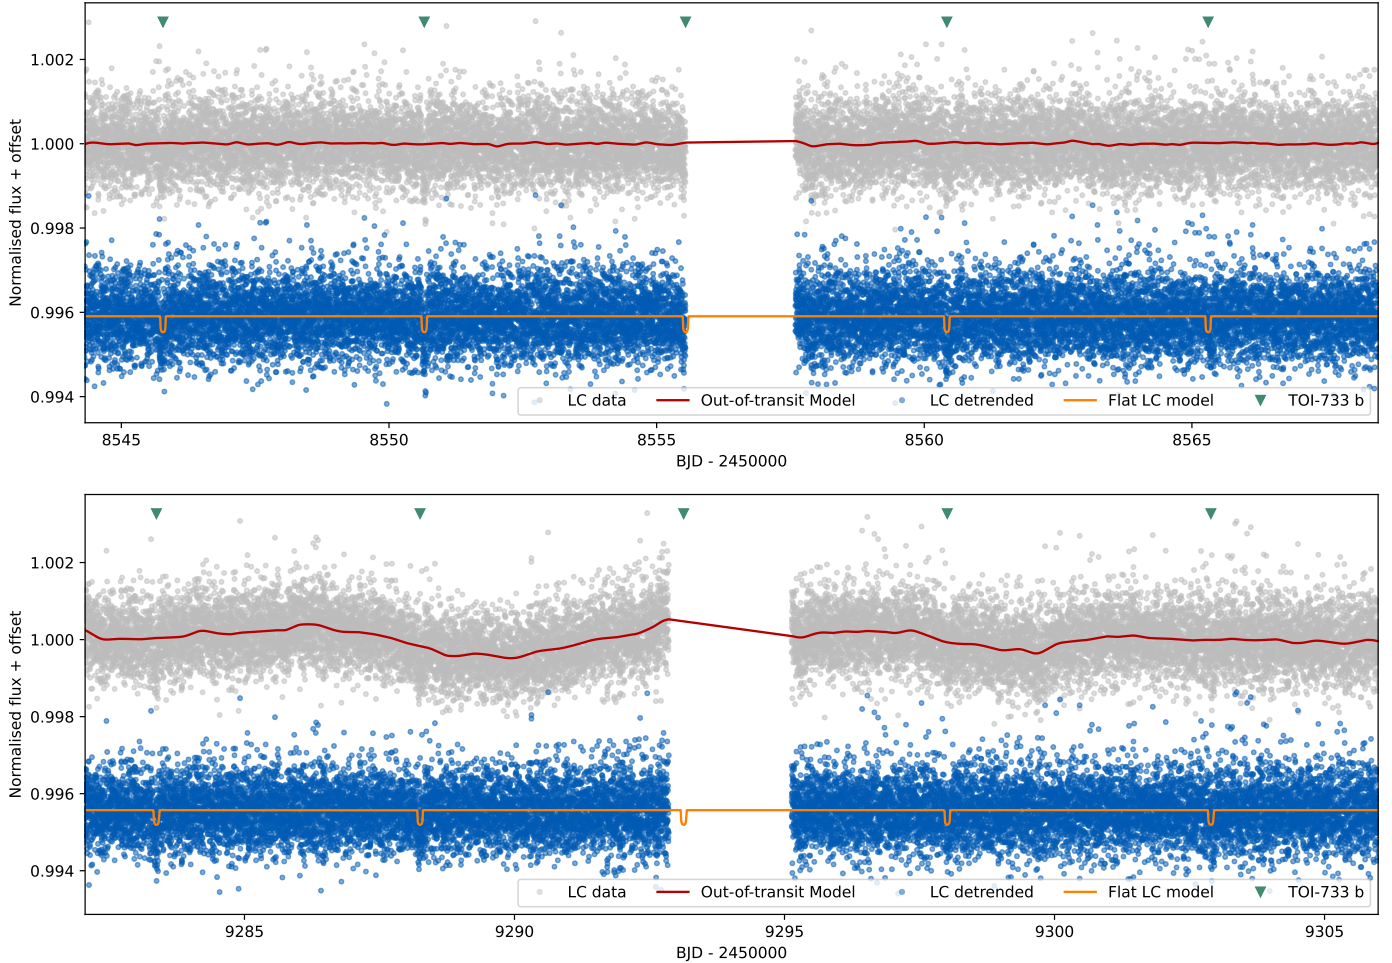 1.002
1.000
0.998
0.996
0.994
Normalised flux + offset
LC data Out-of-transit Model LC detrended Flat LC model TOI-733 b
8545 8550 8555 8560 8565
BJD - 2450000
1.002
1.000
0.998
0.996
0.994
Normalised flux + offset
LC data Out-of-transit Model LC detrended Flat LC model TOI-733 b
9285 9290 9295 9300 9305
BJD - 2450000